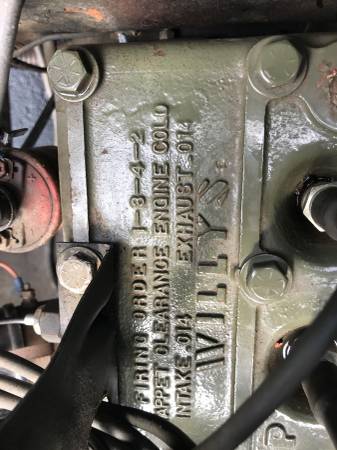 FIRING ORDER 1-3-4-2
TAPPET CLEARANCE ENGINE COLD
INTAKE .014 EXHAUST .014
WILLYS
P